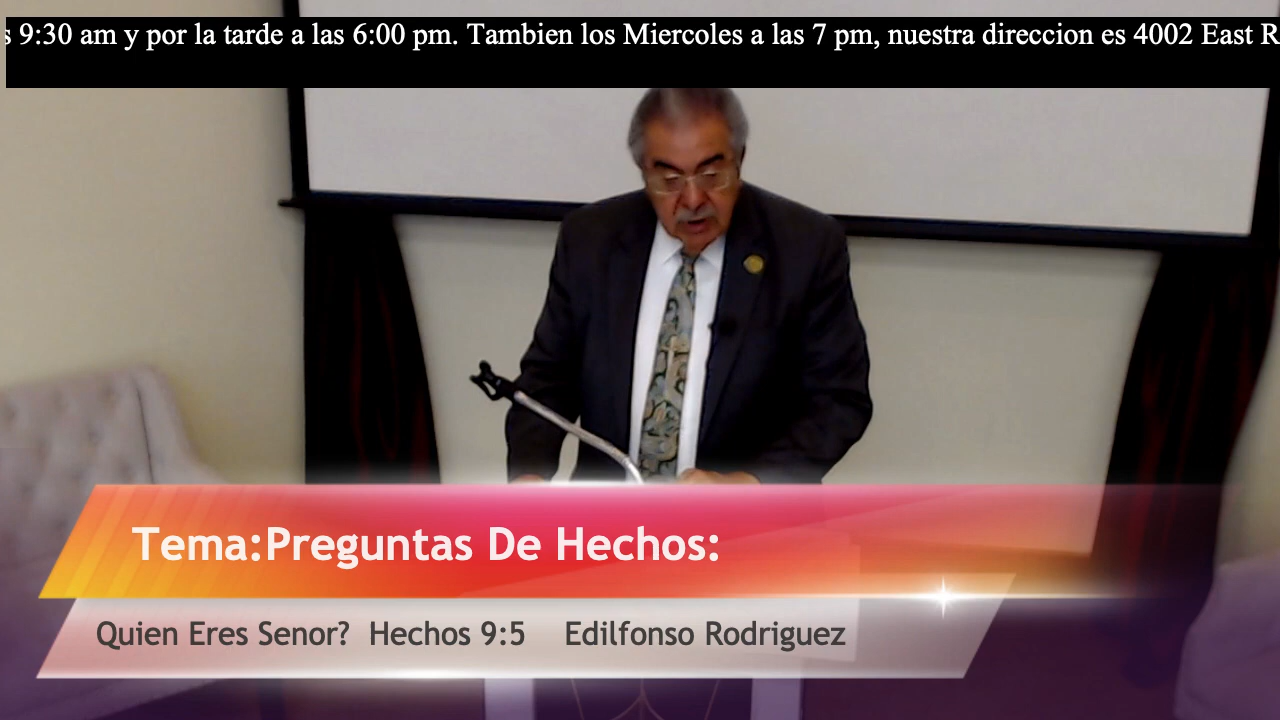 9:30 am y por la tarde a las 6:00 pm. Tambien los Miercoles a las 7 pm, nuestra direccion es 4002 East
Tema:Preguntas De Hechos:
Quien Eres Senor? Hechos 9:5 Edilfonso Rodriguez